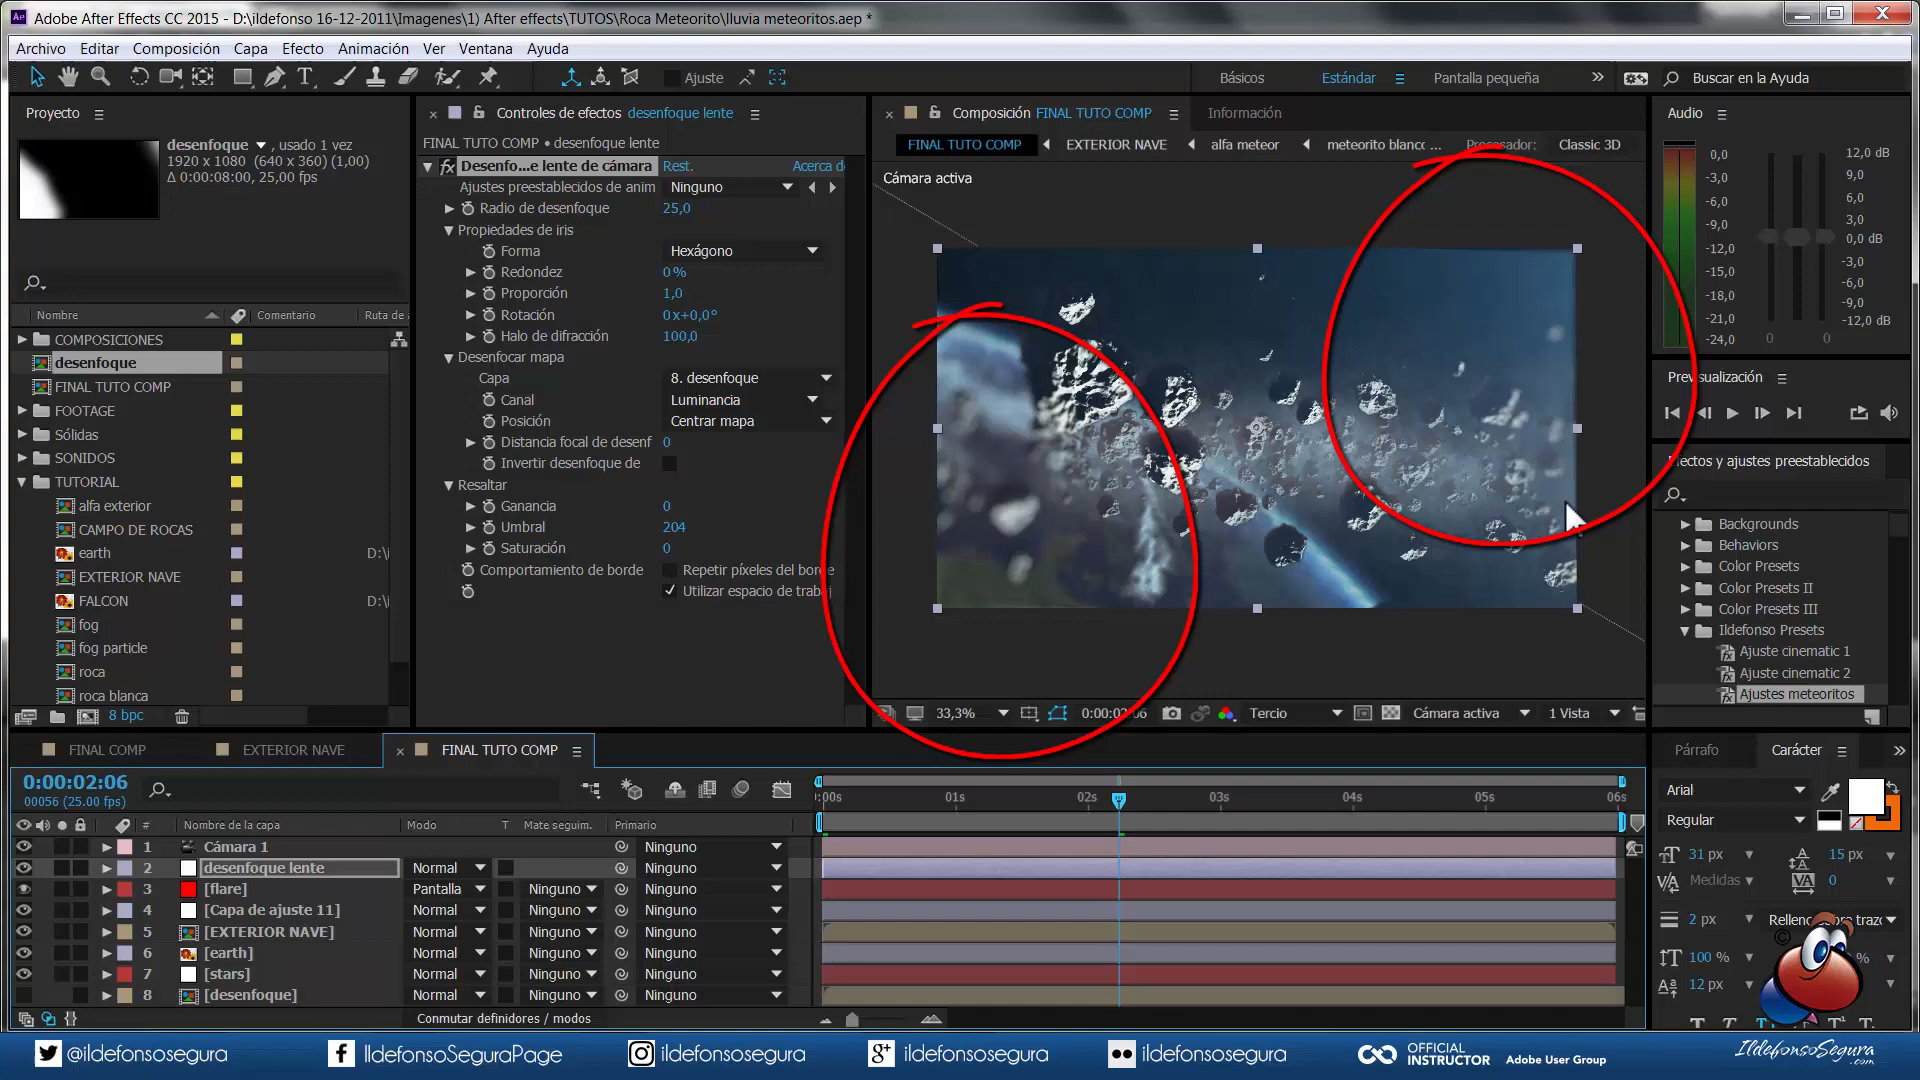 Adobe After Effects CC 2015 - D:\ildefonso 16-12-2011\Imagenes\1) After effects\TUTOS\Roca Meteorito\lluvia meteoritos.aep *
Archivo Editar Composición Capa Efecto Animación Ver Ventana Ayuda
Ajuste
Básicos Estándar Pantalla pequeña Buscar en la Ayuda
Proyecto
desenfoque , usado 1 vez
1920 x 1080 (640 x 360) (1,00)
Δ 0:00:08:00, 25,00 fps
Nombre Comentario Ruta de a
COMPOSICIONES
desenfoque
FINAL TUTO COMP
FOOTAGE
Sólidas
SONIDOS
TUTORIAL
alfa exterior
CAMPO DE ROCAS
earth D:\i
EXTERIOR NAVE
FALCON D:\i
fog
fog particle
roca
roca blanca
8 bpc
Controles de efectos desenfoque lente
FINAL TUTO COMP • desenfoque lente
Desenfo...e lente de cámara Rest. Acerca d
Ajustes preestablecidos de anim Ninguno
Radio de desenfoque 25,0
Propiedades de iris
Forma Hexágono
Redondez 0 %
Proporción 1,0
Rotación 0x+0,0°
Halo de difracción 100,0
Desenfocar mapa
Capa 8. desenfoque
Canal Luminancia
Posición Centrar mapa
Distancia focal de desenf 0
Invertir desenfoque de
Resaltar
Ganancia 0
Umbral 204
Saturación 0
Comportamiento de borde Repetir píxeles del borde
Utilizar espacio de traba
Composición FINAL TUTO COMP Información
FINAL TUTO COMP EXTERIOR NAVE alfa meteor meteorito blanco ... Procesador: Classic 3D
Cámara activa
33,3% 0:00:02:06 Tercio Cámara activa 1 Vista
Audio
0,0
-3,0
-6,0
-9,0
-12,0
-15,0
-18,0
-21,0
-24,0
0 0
12,0 dB
9,0
6,0
3,0
0,0 dB
-3,0
-6,0
-9,0
-12,0 dB
Previsualización
fectos y ajustes preestablecidos
Backgrounds
Behaviors
Color Presets
Color Presets II
Color Presets III
Ildefonso Presets
Ajuste cinematic 1
Ajuste cinematic 2
Ajustes meteoritos
Párrafo Carácter
Arial
Regular
31 px 15 px
Medidas 0
2 px Relleno sobre trazo
100 % %
12 px
FINAL COMP EXTERIOR NAVE FINAL TUTO COMP
0:00:02:06
00056 (25.00 fps)
:00s 01s 02s 03s 04s 05s 06s
# Nombre de la capa Modo T Mate seguim. Primario
1 Cámara 1 Ninguno
2 desenfoque lente Normal Ninguno
3 [flare] Pantalla Ninguno Ninguno
4 [Capa de ajuste 11] Normal Ninguno Ninguno
5 [EXTERIOR NAVE] Normal Ninguno Ninguno
6 [earth] Normal Ninguno Ninguno
7 [stars] Normal Ninguno Ninguno
8 [desenfoque] Normal Ninguno Ninguno
Conmutar definidores / modos
@ildefonsosegura IldefonsoSeguraPage ildefonsosegura ildefonsosegura ildefonsosegura OFFICIAL INSTRUCTOR Adobe User Group IldefonsoSegura.com